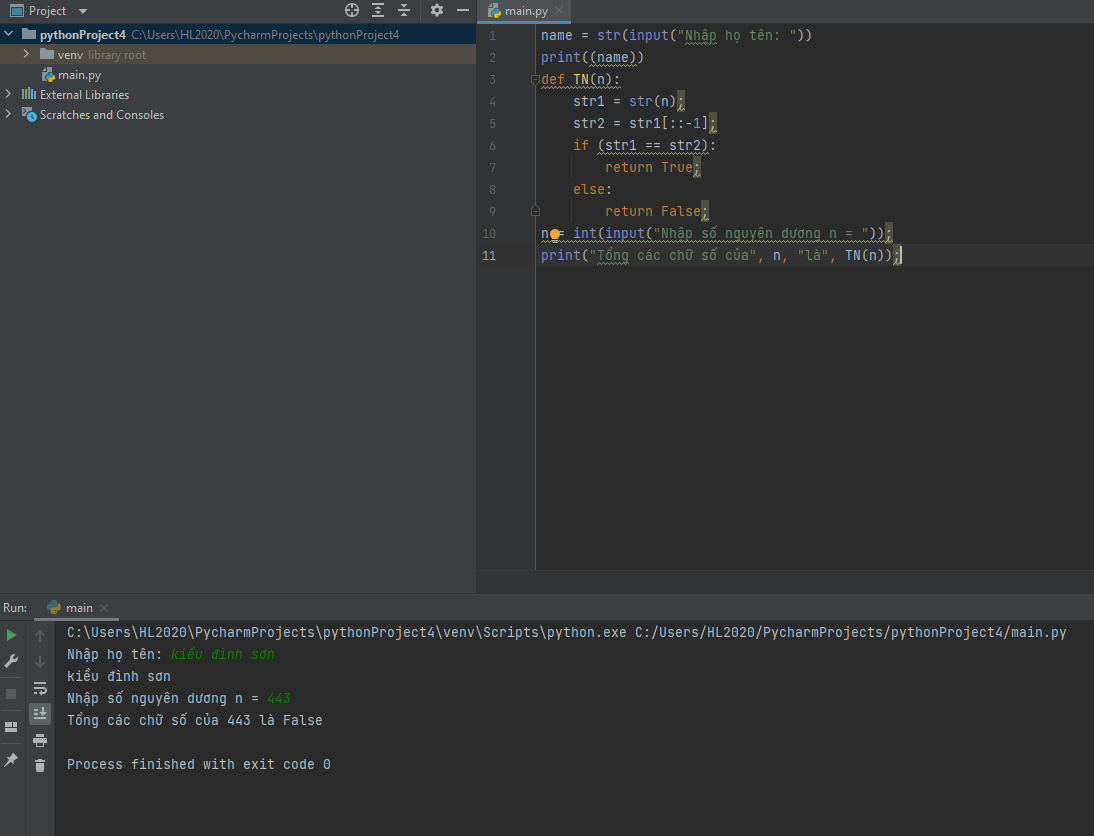 Project
pythonProject4 C:\Users\HL2020\PycharmProjects\pythonProject4
venv library root
main.py
External Libraries
Scratches and Consoles
main.py
1 name = str(input("Nhập họ tên: "))
2 print((name))
3 def TN(n):
4 str1 = str(n);
5 str2 = str1[::-1];
6 if (str1 == str2):
7 return True;
8 else:
9 return False;
10 n = int(input("Nhập số nguyên dương n = "));
11 print("Tổng các chữ số của", n, "là", TN(n));
Run: main
C:\Users\HL2020\PycharmProjects\pythonProject4\venv\Scripts\python.exe C:/Users/HL2020/PycharmProjects/pythonProject4/main.py
Nhập họ tên: kiều đình sơn
kiều đình sơn
Nhập số nguyên dương n = 443
Tổng các chữ số của 443 là False
Process finished with exit code 0